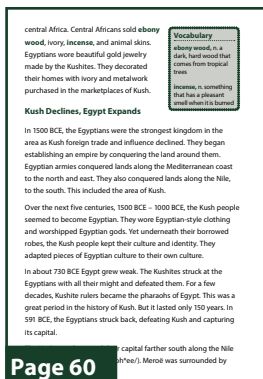 central Africa. Central Africans sold ebony
wood, ivory, incense, and animal skins.
Egyptians wore beautiful gold jewelry
made by the Kushites. They decorated
their homes with ivory and metalwork
purchased in the marketplaces of Kush.
Vocabulary
ebony wood, n. a
dark, hard wood that
comes from tropical
trees
incense, n. something
that has a pleasant
smell when it is burned
Kush Declines, Egypt Expands
In 1500 BCE, the Egyptians were the strongest kingdom in the
area as Kush foreign trade and influence declined. They began
establishing an empire by conquering the land around them.
Egyptian armies conquered lands along the Mediterranean coast
to the north and east. They also conquered lands along the Nile,
to the south. This included the area of Kush.
Over the next five centuries, 1500 BCE – 1000 BCE, the Kush people
seemed to become Egyptian. They wore Egyptian-style clothing
and worshipped Egyptian gods. Yet underneath their borrowed
robes, the Kush people kept their culture and identity. They
adapted pieces of Egyptian culture to their own culture.
In about 730 BCE Egypt grew weak. The Kushites struck at the
Egyptians with all their might and defeated them. For a few
decades, Kushite rulers became the pharaohs of Egypt. This was a
great period in the history of Kush. But it lasted only 150 years. In
591 BCE, the Egyptians struck back, defeating Kush and capturing
its capital.
capital farther south along the Nile
oh*ee/). Meroë was surrounded by
Page 60